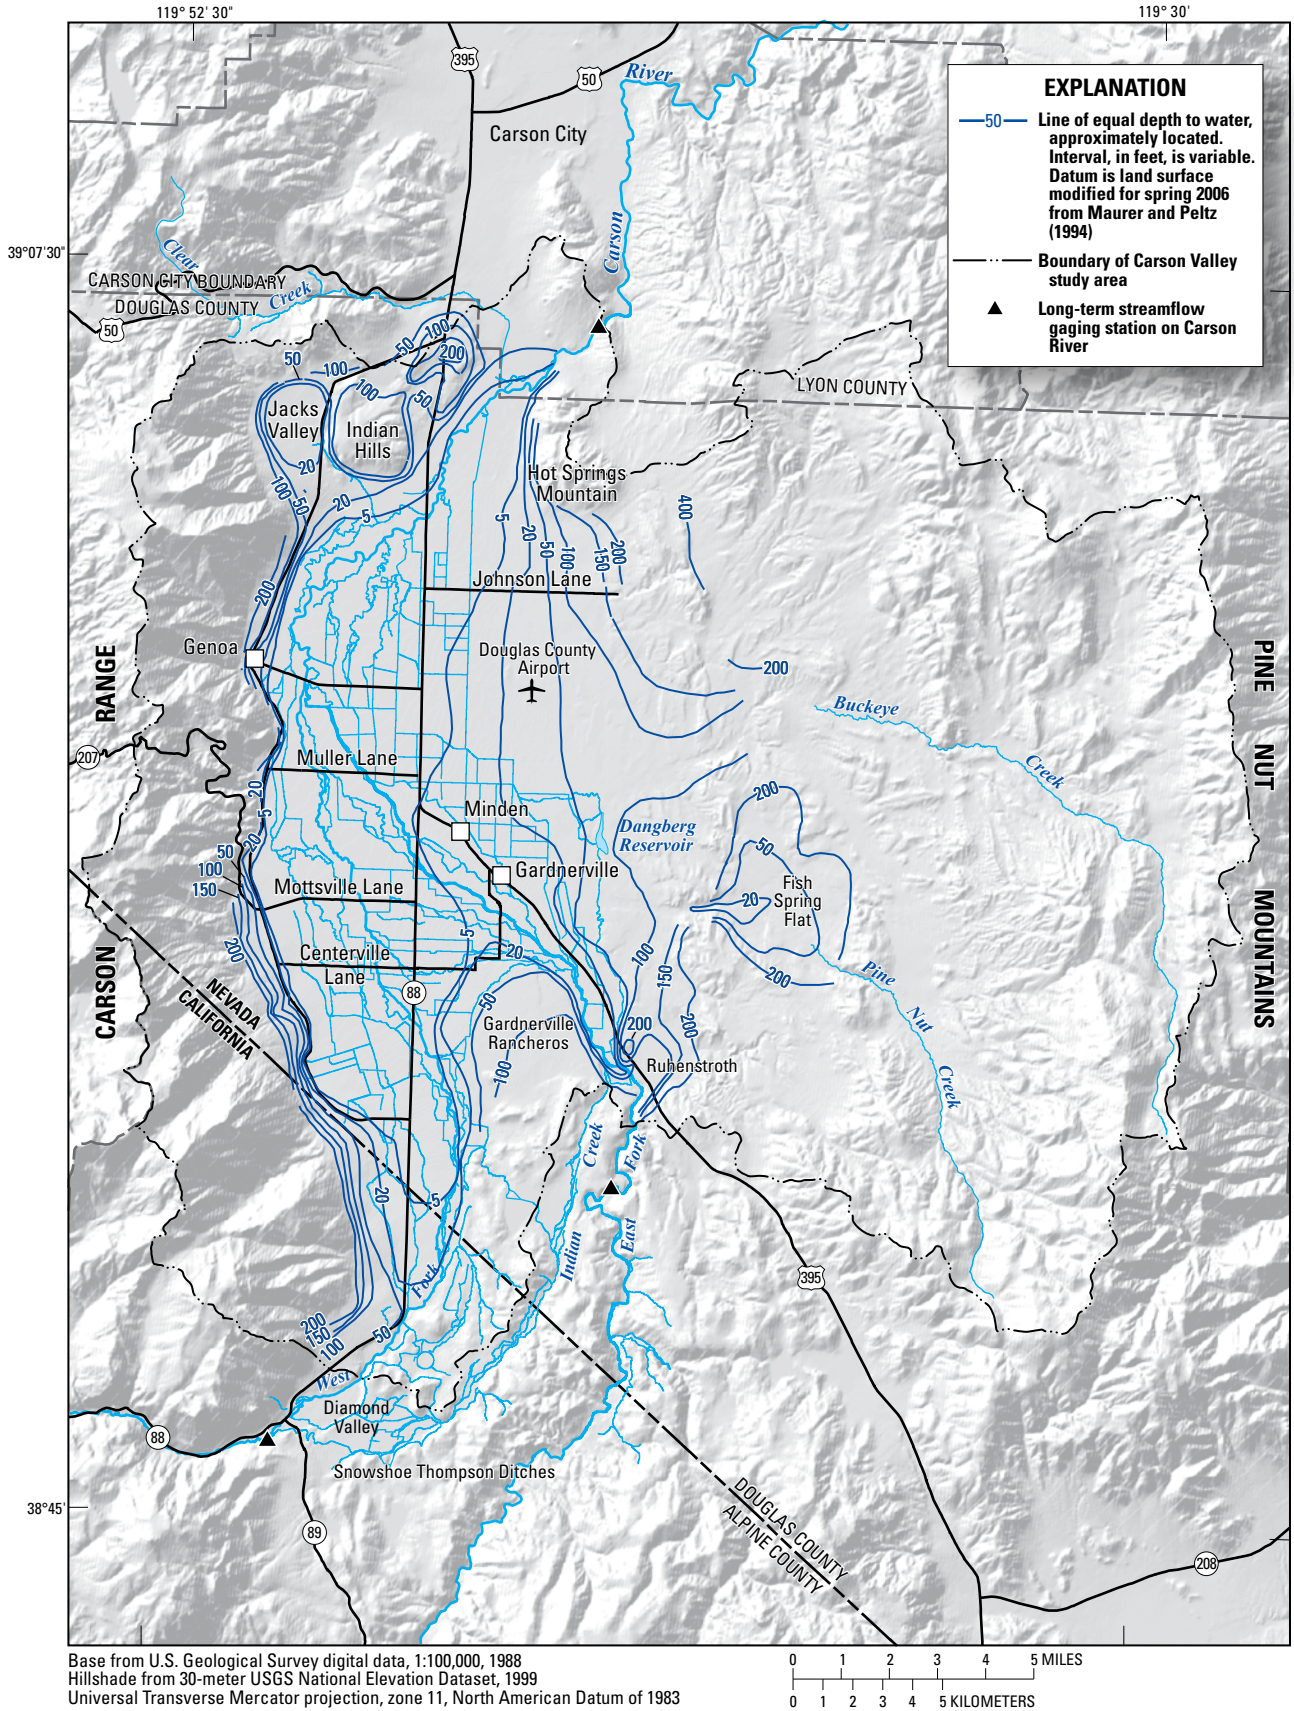 119° 52' 30"
119° 30'
395
50
River
Carson City
EXPLANATION
50
Line of equal depth to water,
approximately located.
Interval, in feet, is variable.
Datum is land surface
modified for spring 2006
from Maurer and Peltz
(1994)
Boundary of Carson Valley
study area
Long-term streamflow
gaging station on Carson
River
Carson
Clear
Creek
39°07'30"
CARSON CITY BOUNDARY
DOUGLAS COUNTY
50
LYON COUNTY
50
100
50
100
200
100
50
Jacks
Valley
Indian
Hills
20
100
50
20
5
Hot Springs
Mountain
5
20
50
100
150
200
400
Johnson Lane
200
Genoa
Douglas County
Airport
200
RANGE
PINE
NUT
MOUNTAINS
Buckeye
Creek
207
Muller Lane
20
5
20
Minden
200
Dangberg
Reservoir
50
50
100
150
Gardnerville
Mottsville Lane
Fish
Spring
Flat
20
200
5
20
Centerville
Lane
100
150
200
Pine
Nut
Creek
CARSON
NEVADA
CALIFORNIA
88
50
Gardnerville
Rancheros
200
200
100
Ruhenstroth
Creek
Fork
20
5
Indian
East
Fork
395
200
150
100
50
West
Diamond
Valley
88
Snowshoe Thompson Ditches
38°45'
DOUGLAS COUNTY
ALPINE COUNTY
89
208
Base from U.S. Geological Survey digital data, 1:100,000, 1988
Hillshade from 30-meter USGS National Elevation Dataset, 1999
Universal Transverse Mercator projection, zone 11, North American Datum of 1983
0 1 2 3 4 5 MILES
0 1 2 3 4 5 KILOMETERS